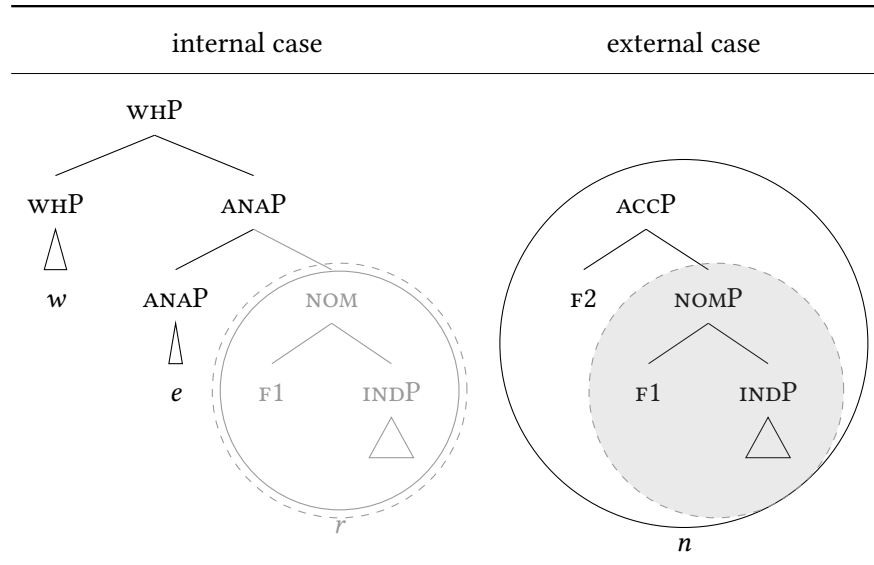 internal case external case
WHP
WHP ANAP ACCP
w ANAP NOM F2 NOMP
e F1 INDP F1 INDP
r
n